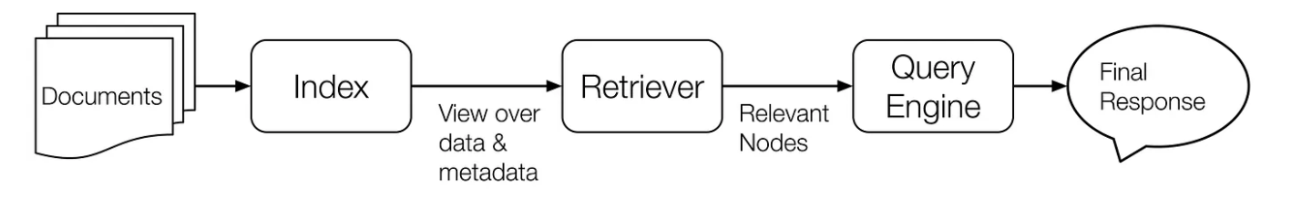 Documents
Index
View over
data &
metadata
Retriever
Relevant
Nodes
Query
Engine
Final
Response